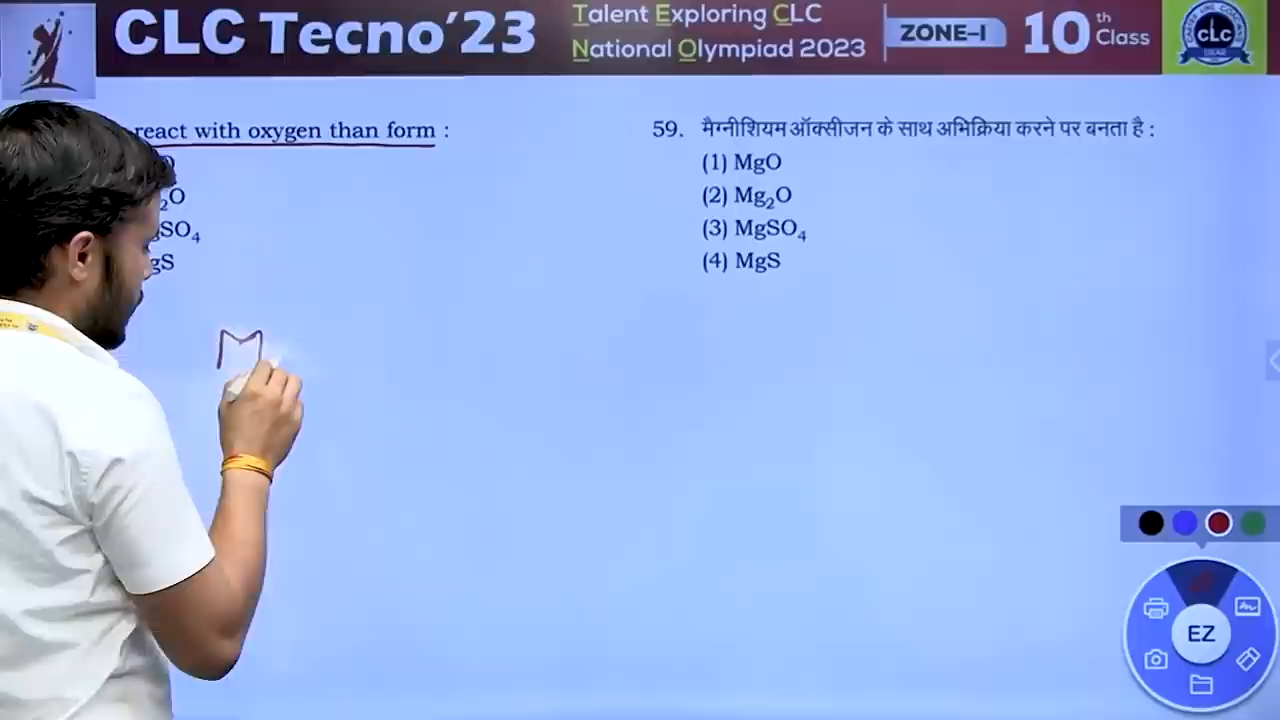 CLC Tecno'23
Talent Exploring CLC
National Olympiad 2023
ZONE–I
10th Class
CLC
react with oxygen than form :
2O
SO4
gS
M
59. मैग्नीशियम ऑक्सीजन के साथ अभिक्रिया करने पर बनता है :
(1) MgO
(2) Mg2O
(3) MgSO4
(4) MgS
EZ